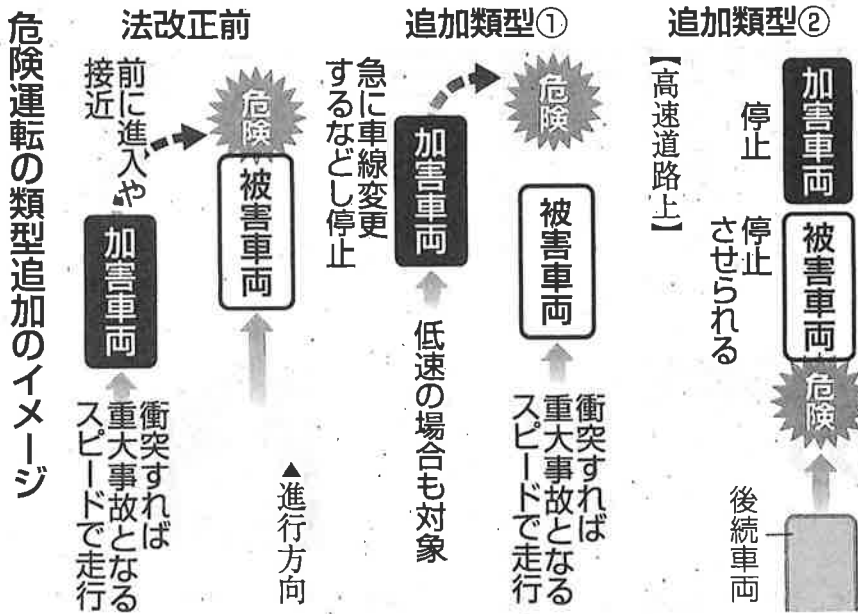 危険運転の類型追加のイメージ
法改正前
前に進入や
接近
危険
被害車両
加害車両
衝突すれば
重大事故となる
スピードで走行
▲進行方向
追加類型①
急に車線変更
するなどし停止
危険
加害車両
被害車両
低速の場合も対象
衝突すれば
重大事故となる
スピードで走行
追加類型②
【高速道路上】
加害車両
停止
被害車両
停止
させられる
危険
後続車両